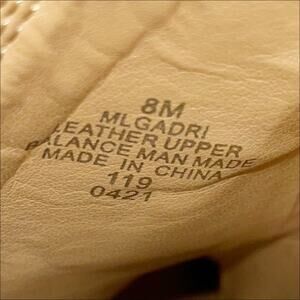 8M
MLGADRI
LEATHER UPPER
BALANCE MAN MADE
MADE IN CHINA
119
0421